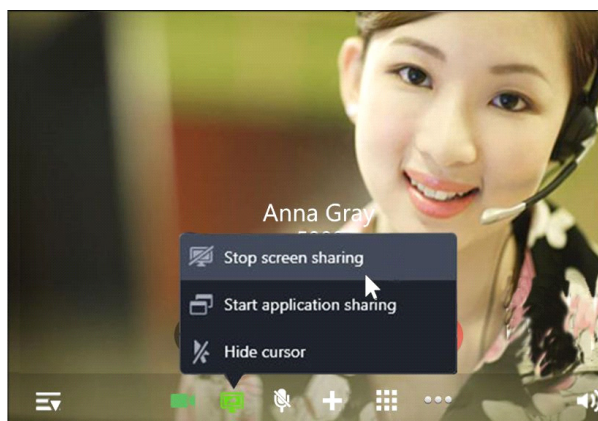 Anna Gray
Stop screen sharing
Start application sharing
Hide cursor